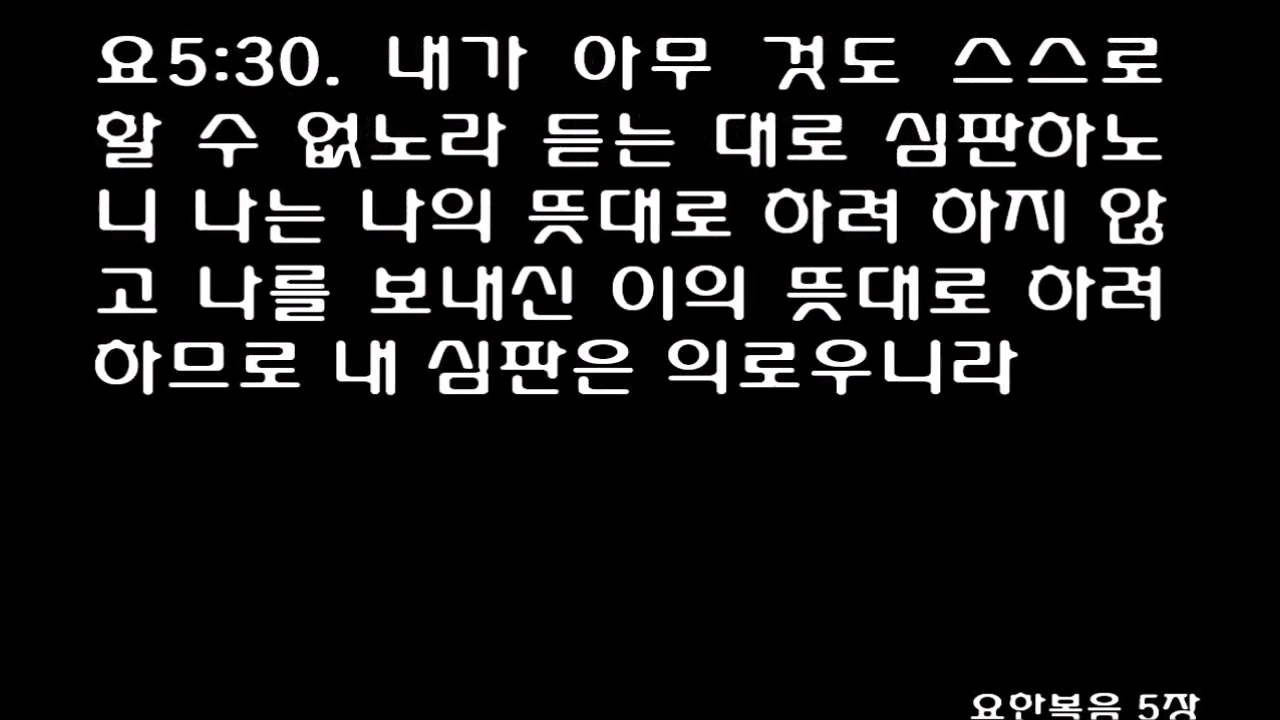 요5:30. 내가 아무 것도 스스로
할 수 없노라 듣는 대로 심판하노
니 나는 나의 뜻대로 하려 하지 않
고 나를 보내신 이의 뜻대로 하려
하므로 내 심판은 의로우니라
요한복음 5장